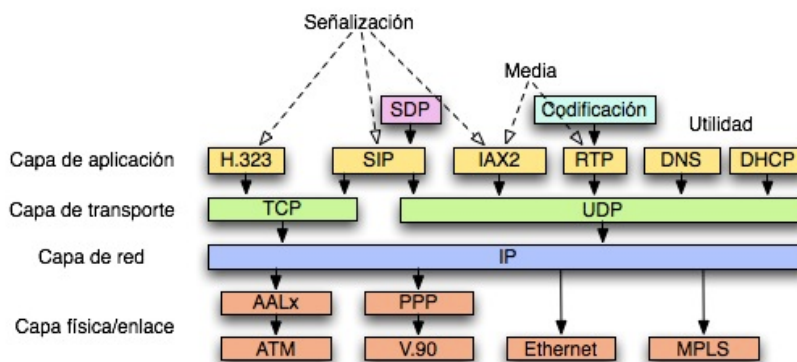 Señalización
Media
SDP
Codificación
Utilidad
Capa de aplicación
H.323
SIP
IAX2
RTP
DNS
DHCP
Capa de transporte
TCP
UDP
Capa de red
IP
Capa física/enlace
AALx
PPP
ATM
V.90
Ethernet
MPLS